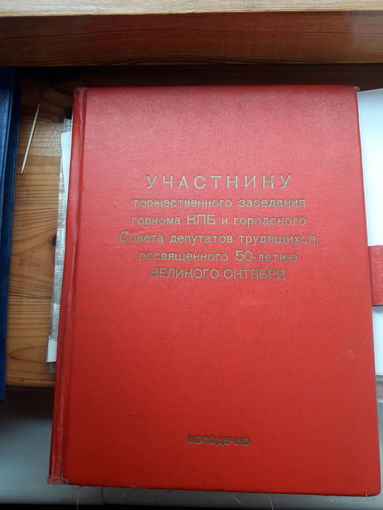 УЧАСТНИКУ
торжественного заседания
горкома КПБ и городского
Совета депутатов трудящихся,
посвященного 50-летию
ВЕЛИКОГО ОКТЯБРЯ
МОЛОДЕЧНО